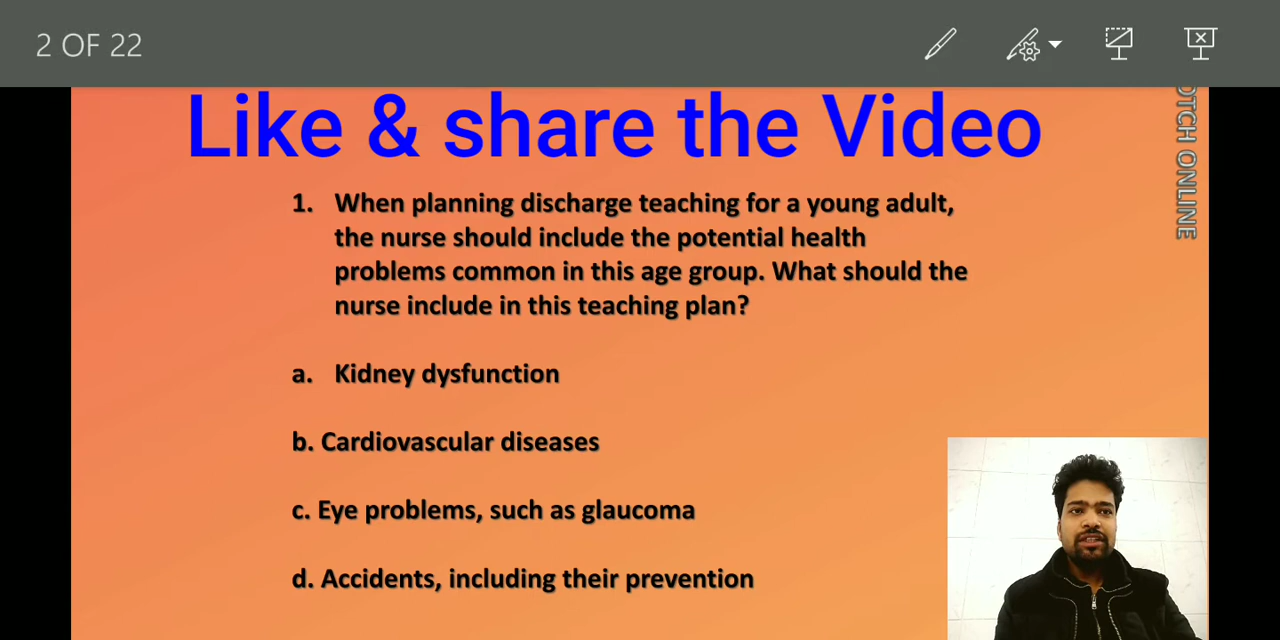 2 OF 22
Like & share the Video
1. When planning discharge teaching for a young adult,
the nurse should include the potential health
problems common in this age group. What should the
nurse include in this teaching plan?
a. Kidney dysfunction
b. Cardiovascular diseases
c. Eye problems, such as glaucoma
d. Accidents, including their prevention
ONLINE